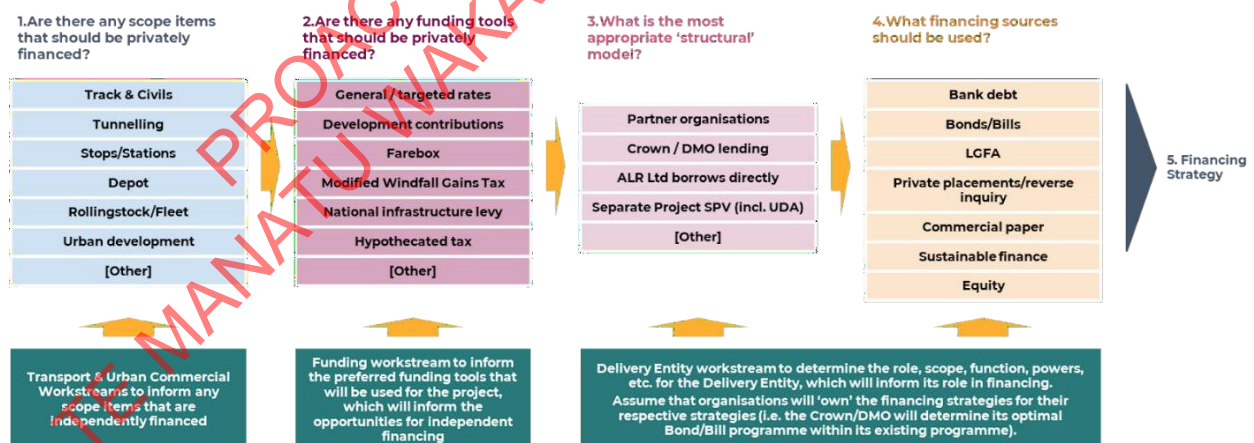 1.Are there any scope items
that should be privately
financed?
Track & Civils
Tunnelling
Stops/Stations
Depot
Rollingstock/Fleet
Urban development
[Other]
Transport & Urban Commercial
Workstreams to inform any
scope items that are
independently financed
2.Are there any funding tools
that should be privately
financed?
General / targeted rates
Development contributions
Farebox
Modified Windfall Gains Tax
National infrastructure levy
Hypothecated tax
[Other]
Funding workstream to inform
the preferred funding tools that
will be used for the project,
which will inform the
opportunities for independent
financing
3.What is the most
appropriate ‘structural’
model?
Partner organisations
Crown / DMO lending
ALR Ltd borrows directly
Separate Project SPV (incl. UDA)
[Other]
4.What financing sources
should be used?
Bank debt
Bonds/Bills
LGFA
Private placements/reverse
inquiry
Commercial paper
Sustainable finance
Equity
Delivery Entity workstream to determine the role, scope, function, powers,
etc. for the Delivery Entity, which will inform its role in financing.
Assume that organisations will ‘own’ the financing strategies for their
respective strategies (i.e. the Crown/DMO will determine its optimal
Bond/Bill programme within its existing programme).
5. Financing
Strategy
PROAC
TE MANATU WAKA